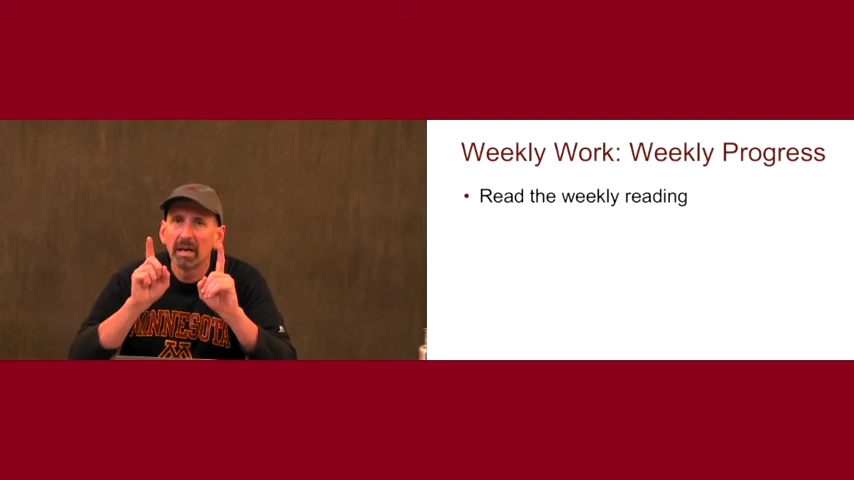 Weekly Work: Weekly Progress
• Read the weekly reading
MINNESOTA
M